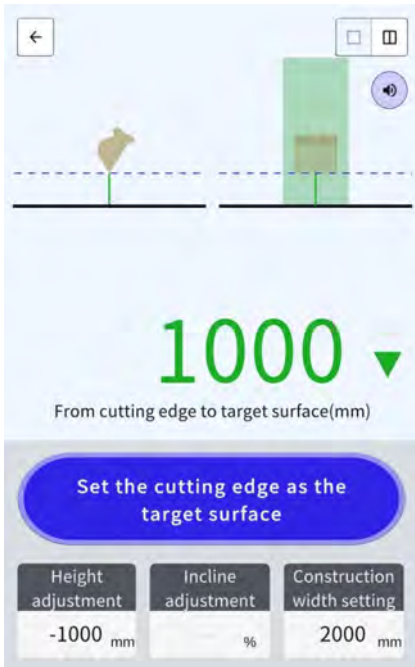 1000
From cutting edge to target surface(mm)
Set the cutting edge as the
target surface
Height
adjustment
Incline
adjustment
Construction
width setting
-1000 mm
%
2000 mm